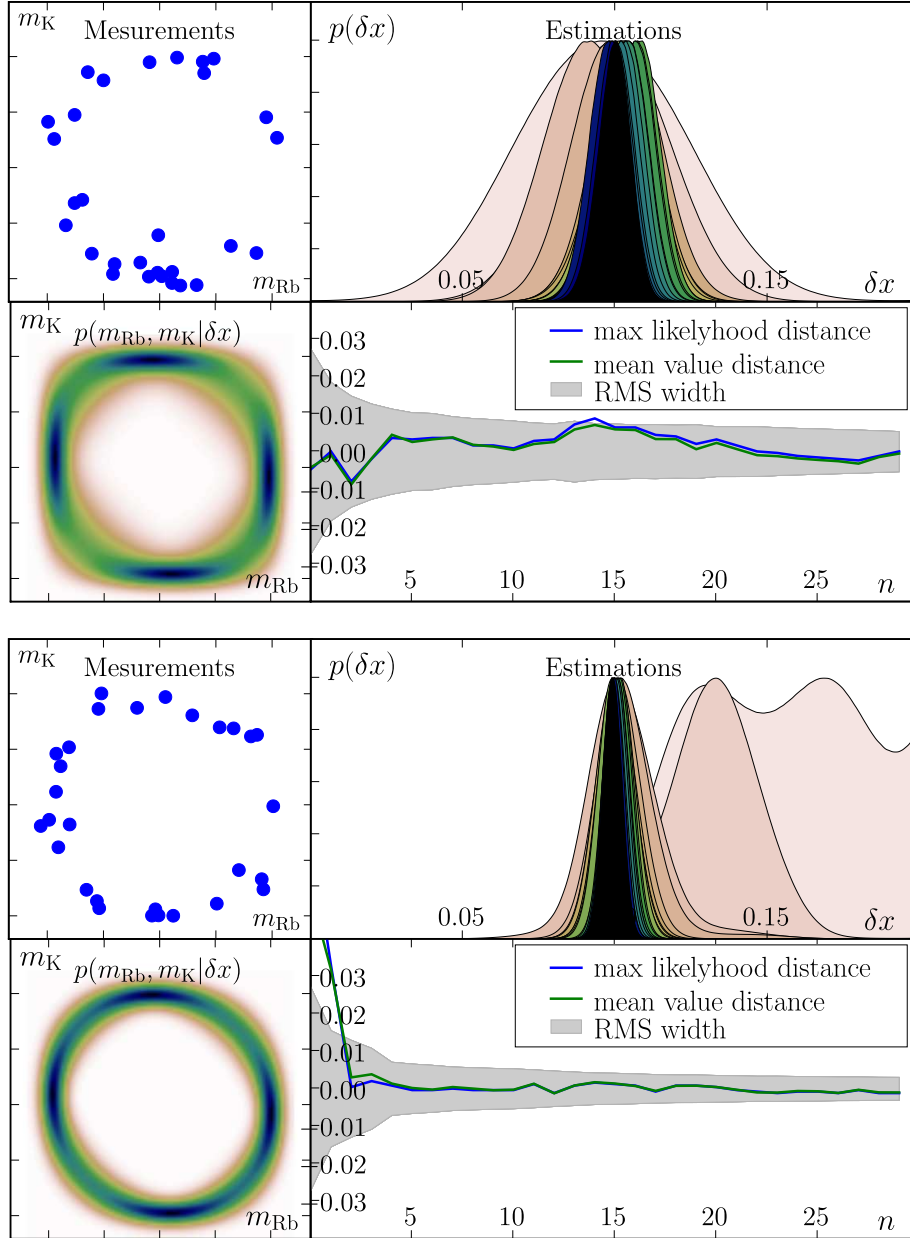 m_K
Mesurements
m_Rb
p(δx)
Estimations
0.05
0.15
δx
m_K
p(m_Rb, m_K|δx)
m_Rb
max likelyhood distance
mean value distance
RMS width
0.03
0.02
0.01
0.00
−0.01
−0.02
−0.03
5
10
15
20
25
n
m_K
Mesurements
m_Rb
p(δx)
Estimations
0.05
0.15
δx
m_K
p(m_Rb, m_K|δx)
m_Rb
max likelyhood distance
mean value distance
RMS width
0.03
0.02
0.01
0.00
−0.01
−0.02
−0.03
5
10
15
20
25
n